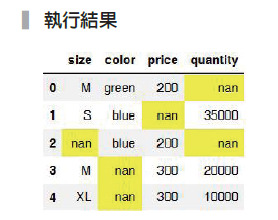 執行結果
size color price quantity
0 M green 200 nan
1 S blue nan 35000
2 nan blue 200 nan
3 M nan 300 20000
4 XL nan 300 10000